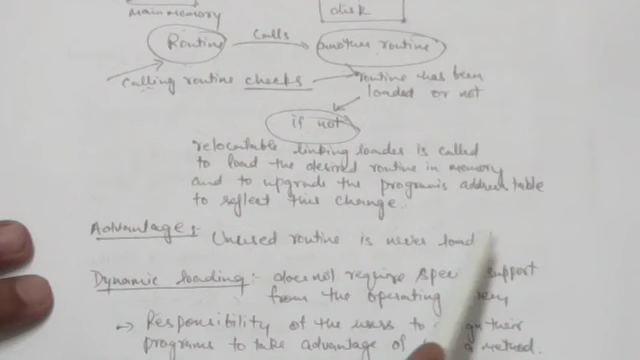 main memory
disk
Routine calls another routine
calling routine checks routine has been
loaded or not
if not
relocatable linking loader is called
to load the desired routine in memory
and to upgrade the program's address table
to reflect this change.
Advantage: Unused routine is never load
Dynamic loading:- does not require spec support
from the operating
→ Responsibility of the users to their
programs to take advantage of method.